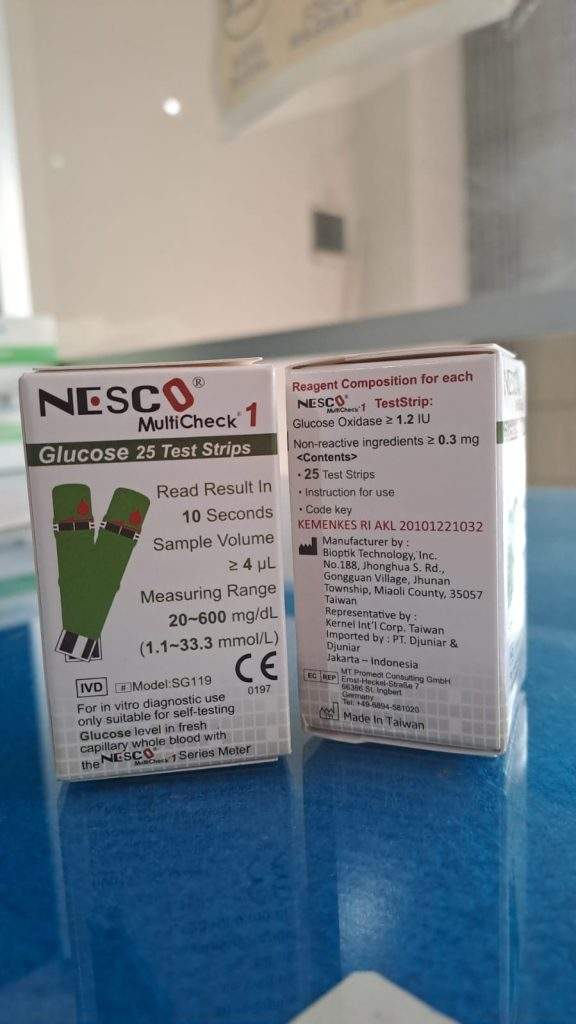 NESCO®
MultiCheck® 1
Glucose 25 Test Strips
Read Result In
10 Seconds
Sample Volume
≥ 4 µL
Measuring Range
20~600 mg/dL
(1.1~33.3 mmol/L)
IVD # Model:SG119
CE
0197
For in vitro diagnostic use
only suitable for self-testing
Glucose level in fresh
capillary whole blood with
the NESCO® MultiCheck® 1 Series Meter
Reagent Composition for each
NESCO® MultiCheck® 1 TestStrip:
Glucose Oxidase ≥ 1.2 IU
Non-reactive ingredients ≥ 0.3 mg
<Contents>
· 25 Test Strips
· Instruction for use
· Code key
KEMENKES RI AKL 20101221032
Manufacturer by :
Bioptik Technology, Inc.
No.188, Jhonghua S. Rd.,
Gongguan Village, Jhunan
Township, Miaoli County, 35057
Taiwan
Representative by :
Kernel Int'l Corp. Taiwan
Imported by : PT. Djuniar &
Djuniar
Jakarta – Indonesia
EC REP MT Promedt Consulting GmbH
Ernst-Heckel-Straße 7
66386 St. Ingbert
Germany
Tel: +49-6894-581020
Made in Taiwan